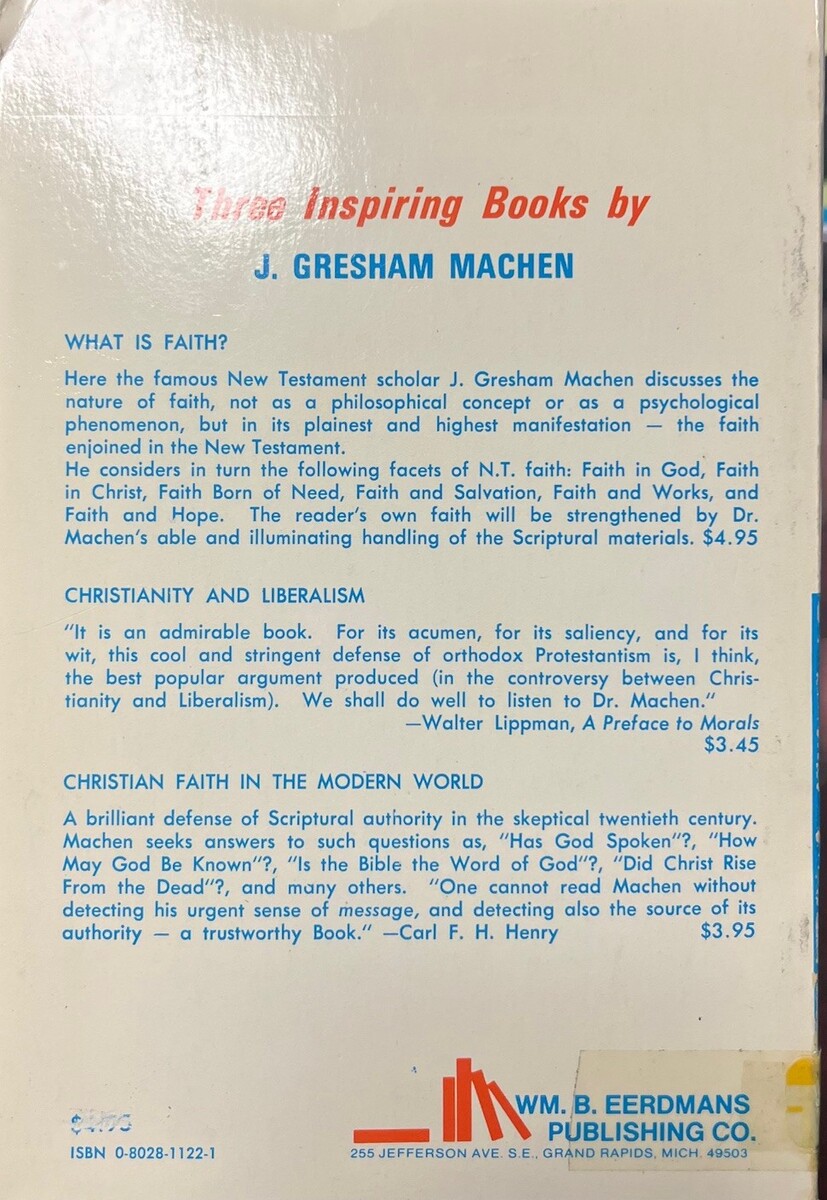 Three Inspiring Books by
J. GRESHAM MACHEN
WHAT IS FAITH?
Here the famous New Testament scholar J. Gresham Machen discusses the
nature of faith, not as a philosophical concept or as a psychological
phenomenon, but in its plainest and highest manifestation — the faith
enjoined in the New Testament.
He considers in turn the following facets of N.T. faith: Faith in God, Faith
in Christ, Faith Born of Need, Faith and Salvation, Faith and Works, and
Faith and Hope. The reader's own faith will be strengthened by Dr.
Machen's able and illuminating handling of the Scriptural materials. $4.95
CHRISTIANITY AND LIBERALISM
"It is an admirable book. For its acumen, for its saliency, and for its
wit, this cool and stringent defense of orthodox Protestantism is, I think,
the best popular argument produced (in the controversy between Chris-
tianity and Liberalism). We shall do well to listen to Dr. Machen."
—Walter Lippman, A Preface to Morals
$3.45
CHRISTIAN FAITH IN THE MODERN WORLD
A brilliant defense of Scriptural authority in the skeptical twentieth century.
Machen seeks answers to such questions as, "Has God Spoken"?, "How
May God Be Known"?, "Is the Bible the Word of God"?, "Did Christ Rise
From the Dead"?, and many others. "One cannot read Machen without
detecting his urgent sense of message, and detecting also the source of its
authority — a trustworthy Book." —Carl F. H. Henry $3.95
WM. B. EERDMANS
PUBLISHING CO.
255 JEFFERSON AVE. S.E., GRAND RAPIDS, MICH. 49503
ISBN 0-8028-1122-1